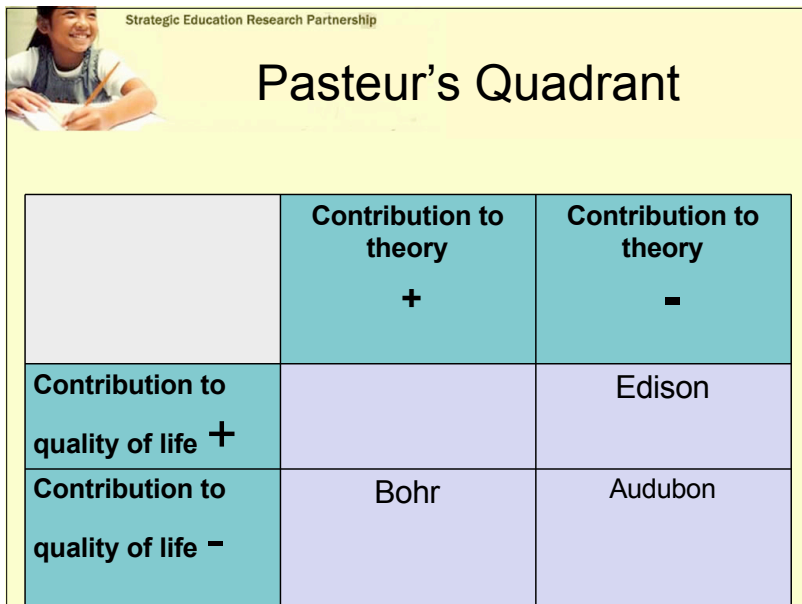 Strategic Education Research Partnership
Pasteur's Quadrant
Contribution to theory + Contribution to theory -
Contribution to quality of life + Edison
Contribution to quality of life - Bohr Audubon